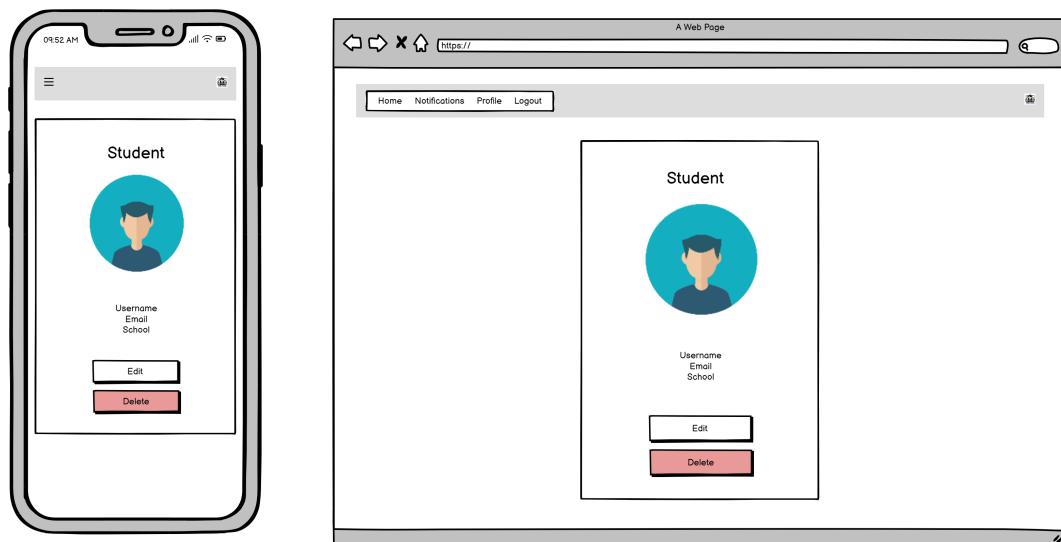 09:52 AM
Student
Username
Email
School
Edit
Delete
A Web Page
https://
Home Notifications Profile Logout
Student
Username
Email
School
Edit
Delete